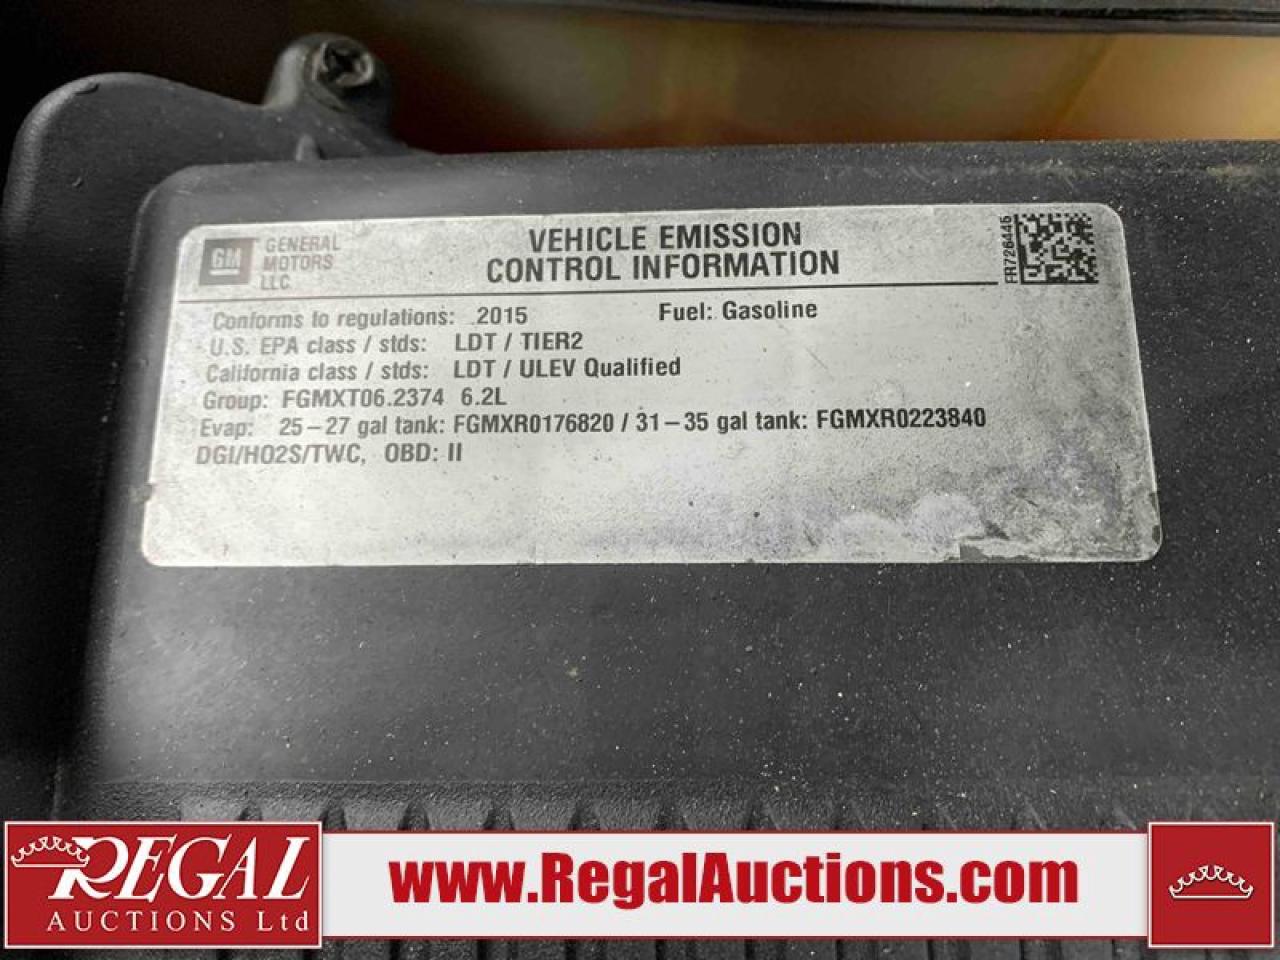 GM GENERAL MOTORS LLC
VEHICLE EMISSION
CONTROL INFORMATION
FR726446
Conforms to regulations: 2015 Fuel: Gasoline
U.S. EPA class / stds: LDT / TIER2
California class / stds: LDT / ULEV Qualified
Group: FGMXT06.2374 6.2L
Evap: 25-27 gal tank: FGMXR0176820 / 31-35 gal tank: FGMXR0223840
DGI/HO2S/TWC, OBD: II
REGAL
AUCTIONS Ltd
www.RegalAuctions.com